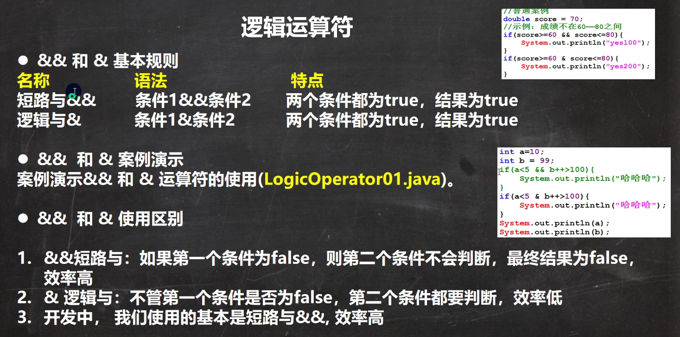 逻辑运算符
● && 和 & 基本规则
名称 语法 特点
短路与&& 条件1&&条件2 两个条件都为true，结果为true
逻辑与& 条件1&条件2 两个条件都为true，结果为true
● && 和 & 案例演示
案例演示&& 和 & 运算符的使用(LogicOperator01.java)。
● && 和 & 使用区别
1. &&短路与：如果第一个条件为false，则第二个条件不会判断，最终结果为false，
效率高
2. & 逻辑与：不管第一个条件是否为false，第二个条件都要判断，效率低
3. 开发中， 我们使用的基本是短路与&&, 效率高
//普通案例
double score = 70;
//示例：成绩不在60——80之间
if(score>=60 && score<=80){
System.out.println("yes100");
}
if(score>=60 & score<=80){
System.out.println("yes200");
}
int a=10;
int b = 99;
if(a<5 && b++>100){
System.out.println("哈哈哈");
}
if(a<5 & b++>100){
System.out.println("哈哈哈");
}
System.out.println(a);
System.out.println(b);